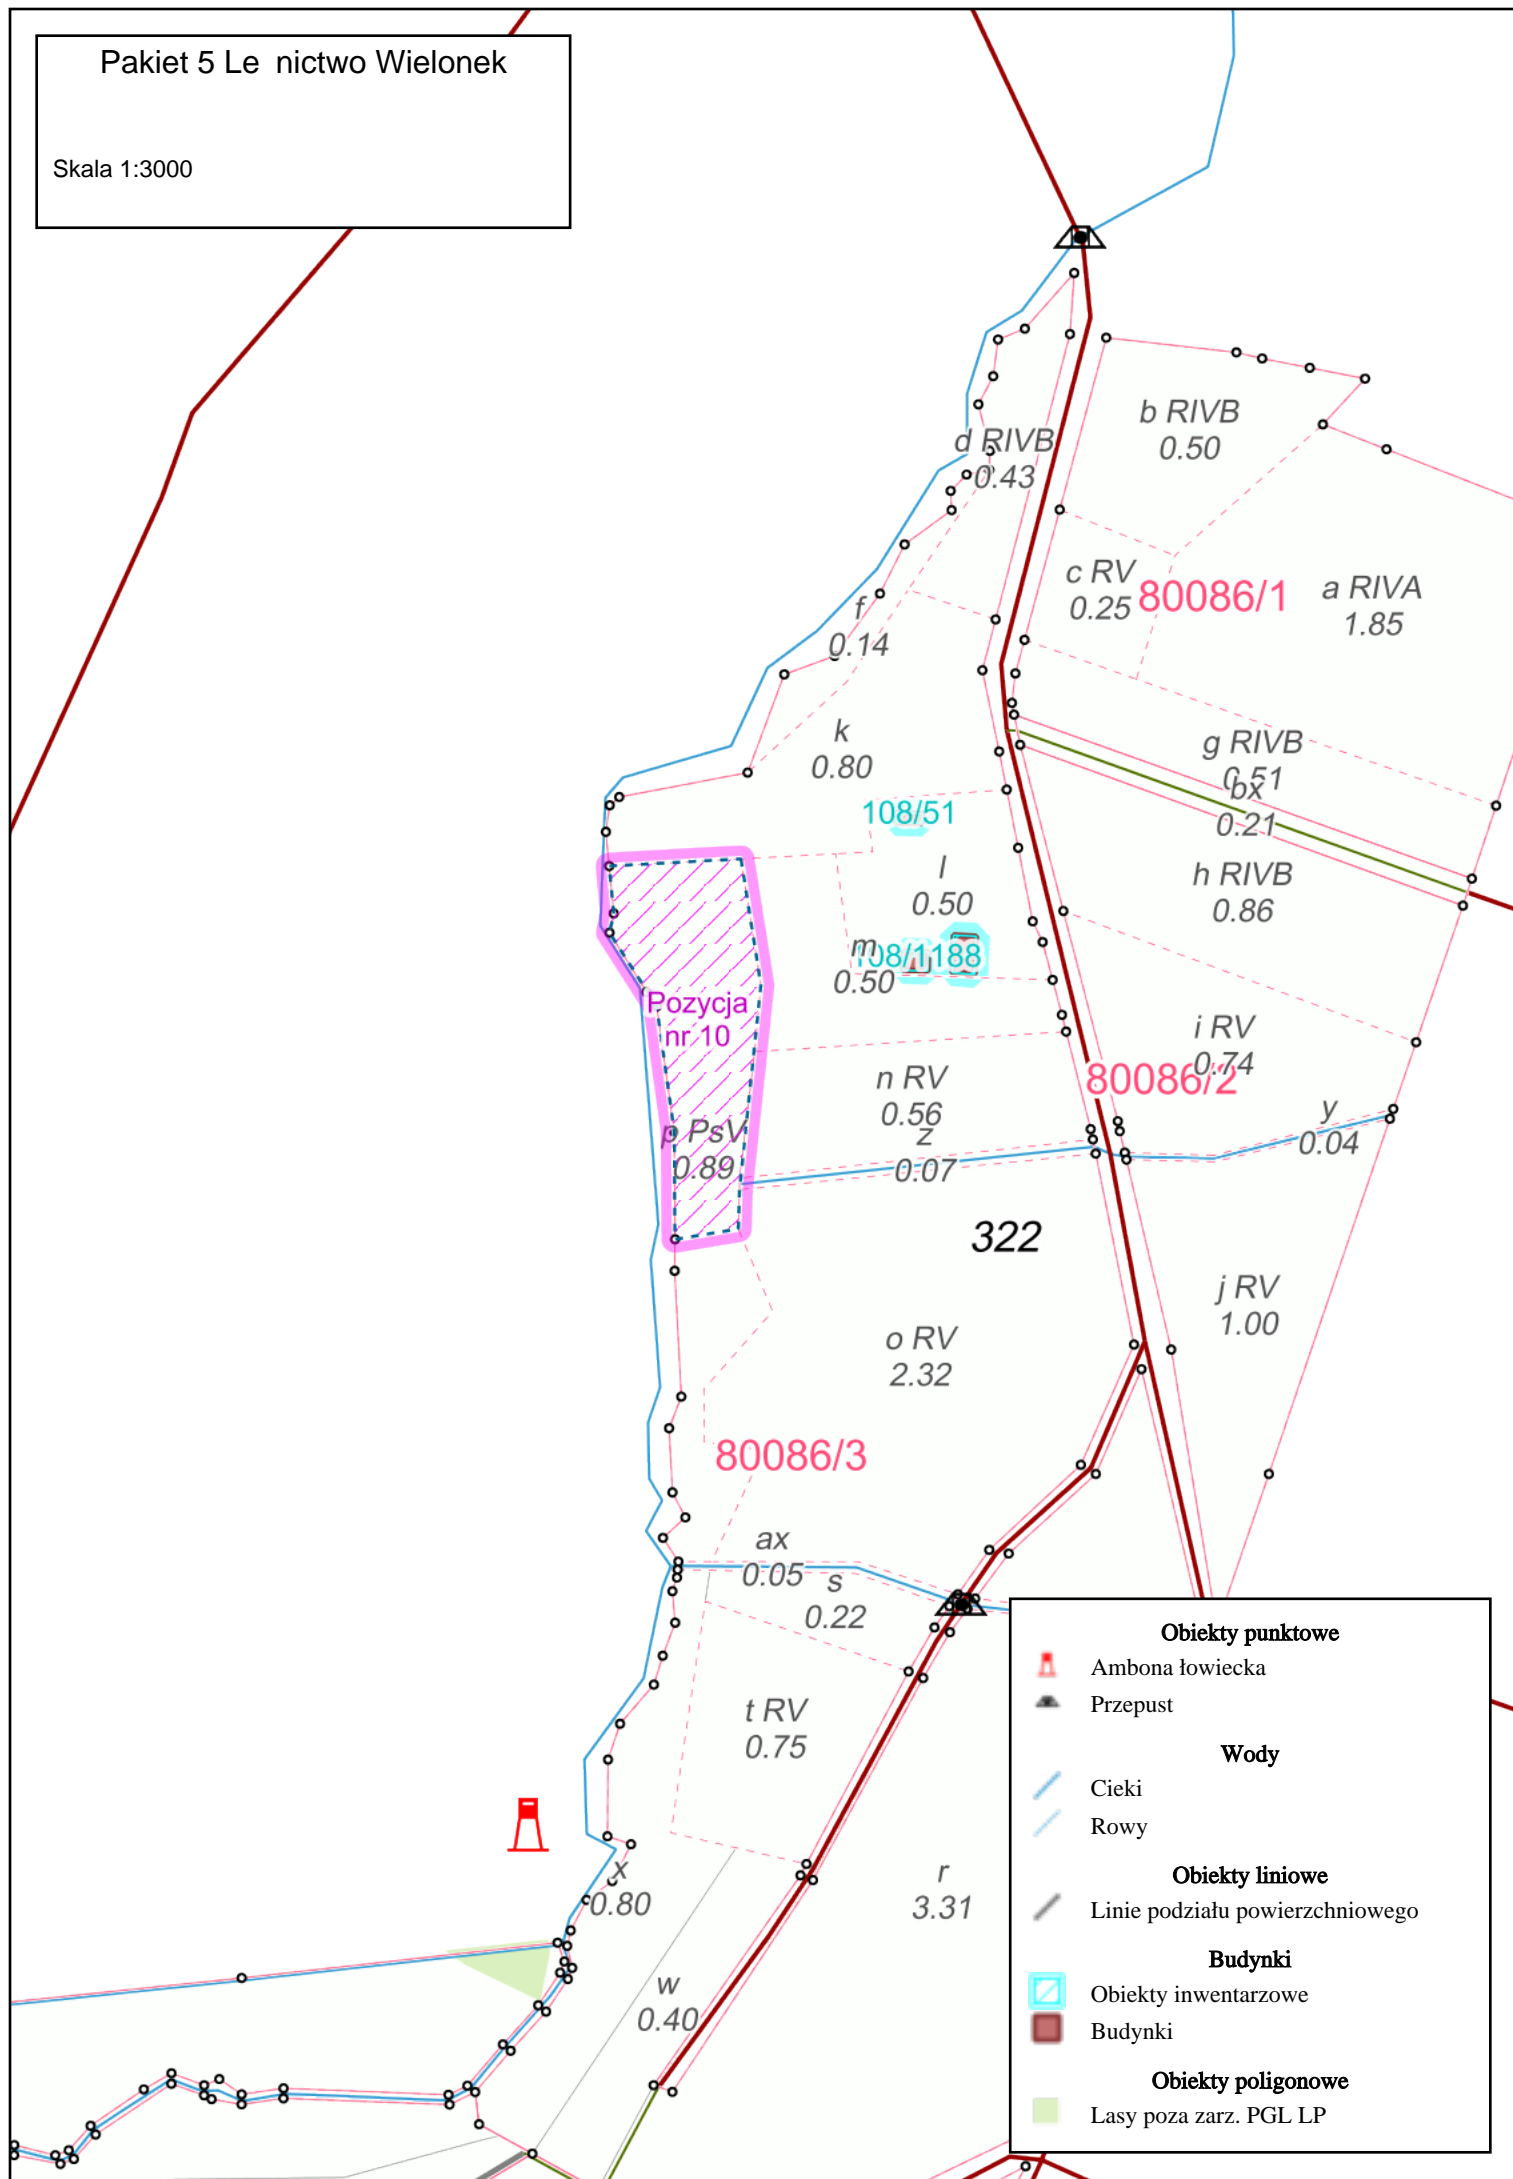 Pakiet 5 Le nictwo Wielonek
Skala 1:3000
b RIVB
0.50
d RIVB
0.43
c RV
0.25
80086/1
a RIVA
1.85
f
0.14
k
0.80
g RIVB
0.51
bx
0.21
108/51
l
0.50
h RIVB
0.86
m
0.50
108/1188
Pozycja
nr 10
i RV
0.74
80086/2
n RV
0.56
z
0.07
y
0.04
p PsV
0.89
322
j RV
1.00
o RV
2.32
80086/3
ax
0.05
s
0.22
t RV
0.75
x
0.80
r
3.31
w
0.40
Obiekty punktowe
Ambona łowiecka
Przepust
Wody
Cieki
Rowy
Obiekty liniowe
Linie podziału powierzchniowego
Budynki
Obiekty inwentarzowe
Budynki
Obiekty poligonowe
Lasy poza zarz. PGL LP